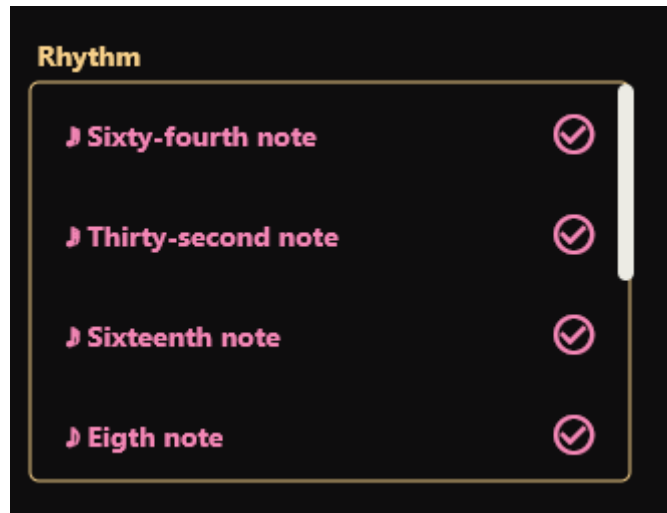 Rhythm
Sixty-fourth note
Thirty-second note
Sixteenth note
Eigth note